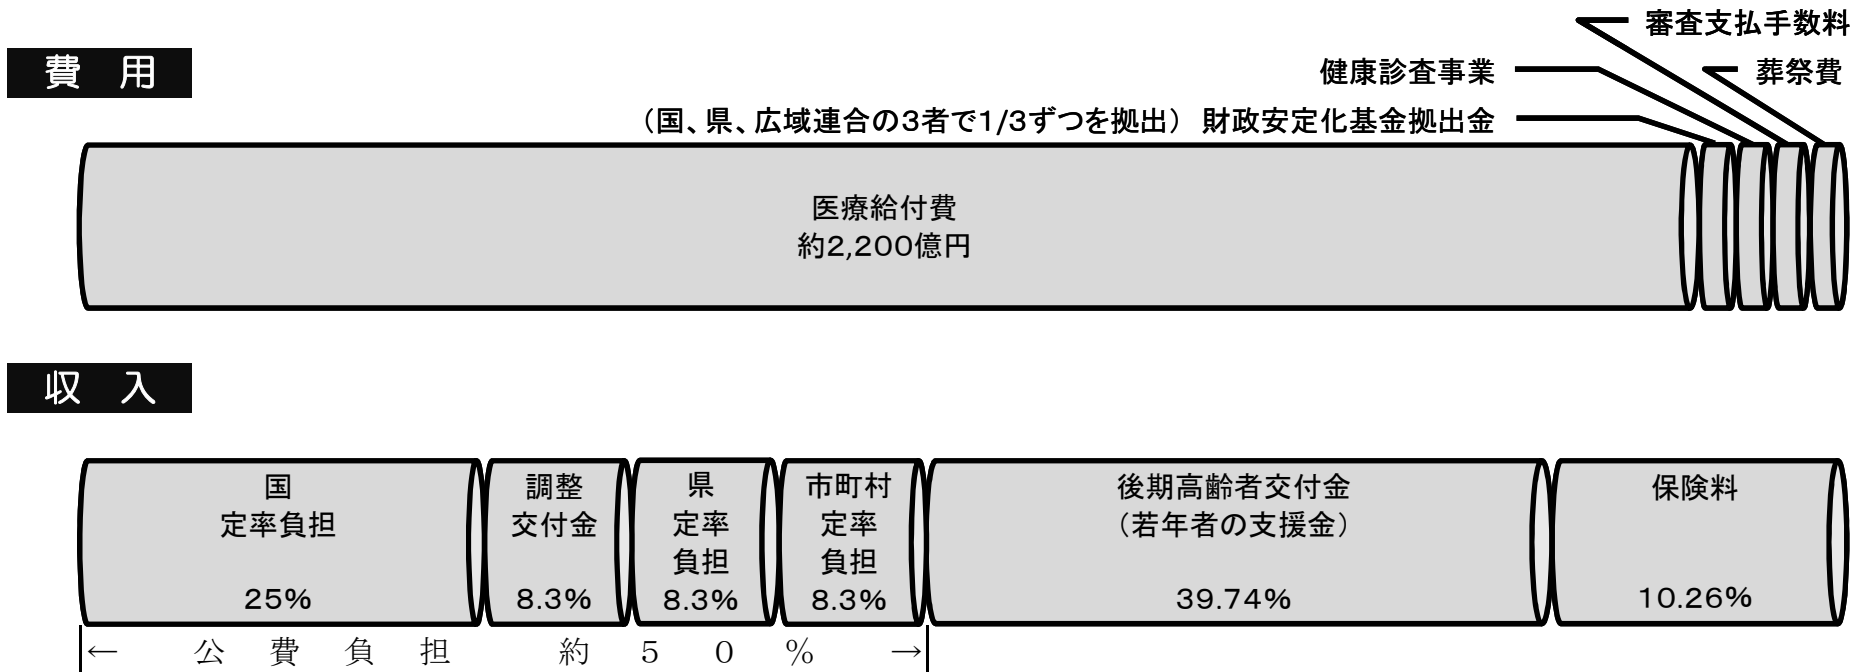 費用
審査支払手数料
健康診査事業
葬祭費
（国、県、広域連合の3者で1/3ずつを拠出） 財政安定化基金拠出金
医療給付費
約2,200億円
収入
国
定率負担
25%
調整
交付金
8.3%
県
定率
負担
8.3%
市町村
定率
負担
8.3%
後期高齢者交付金
（若年者の支援金）
39.74%
保険料
10.26%
← 公費負担 約５０％ →